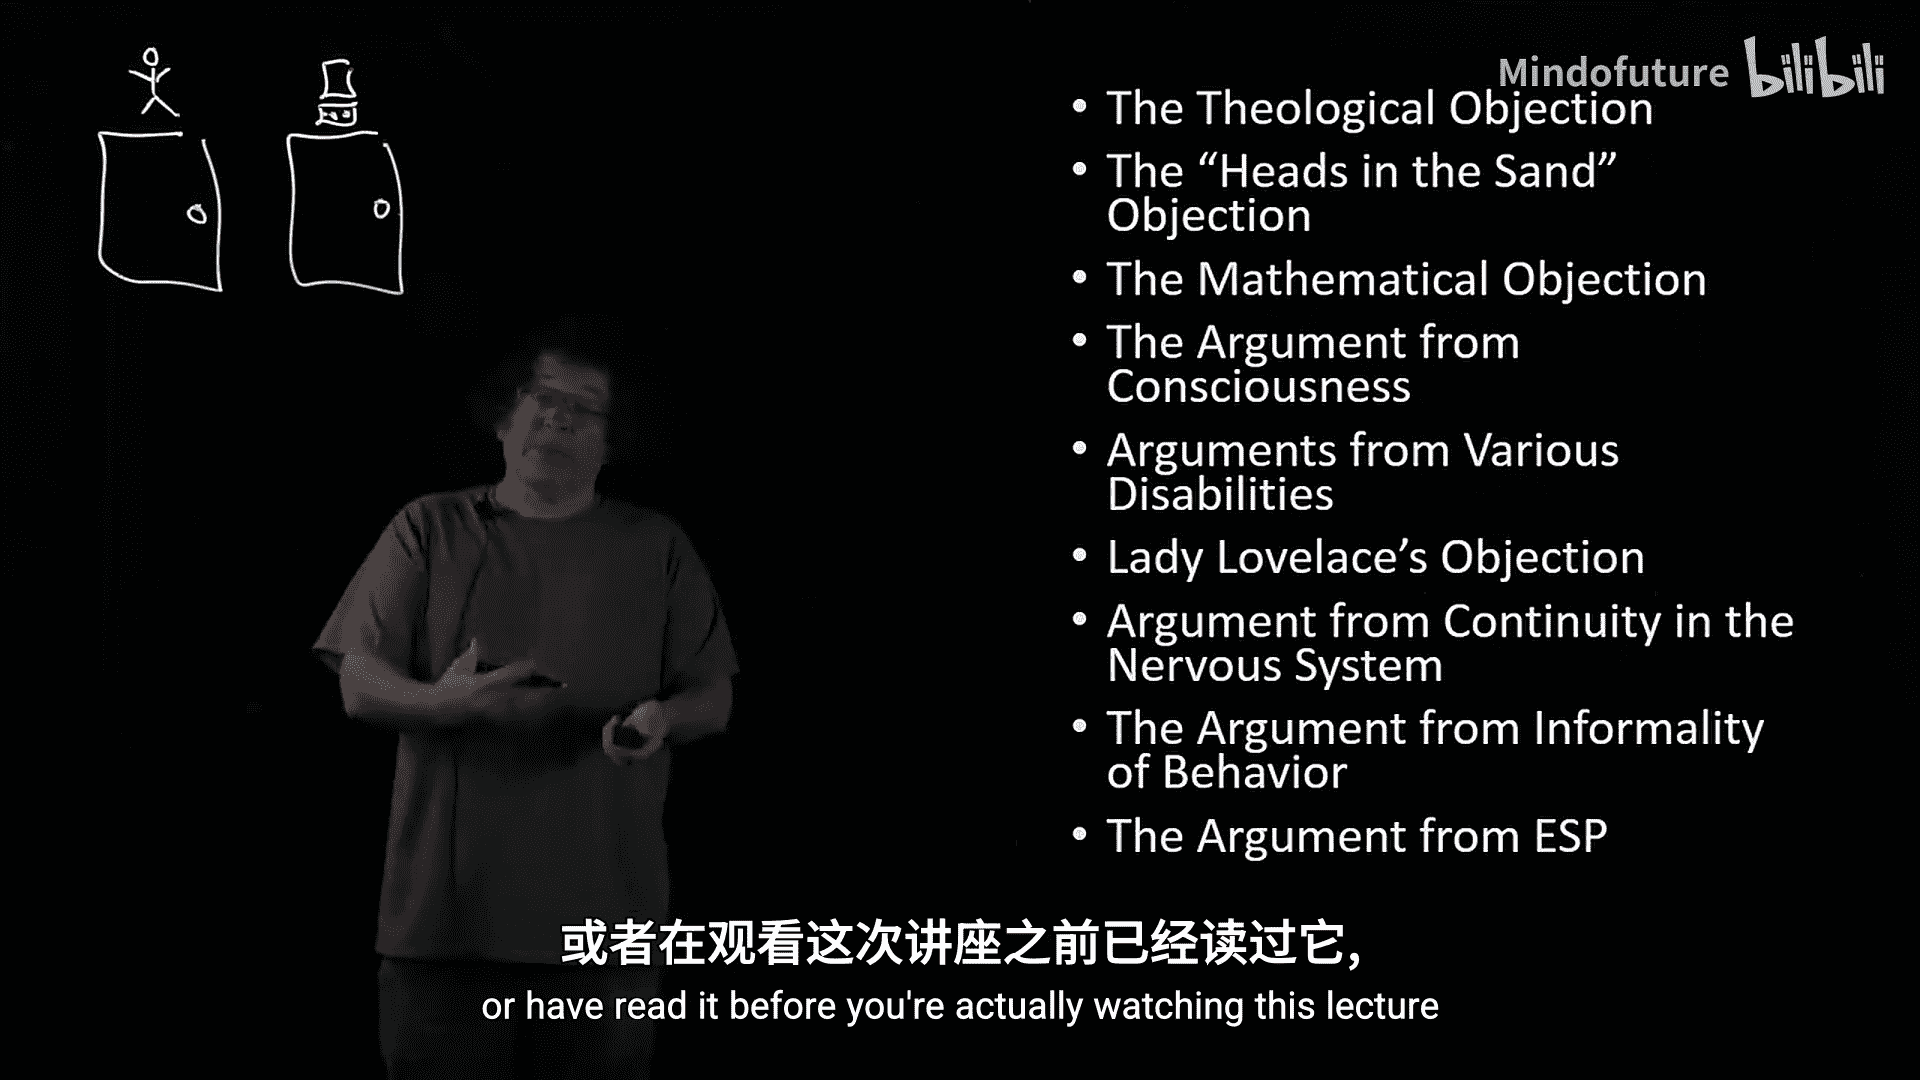 Mindofuture bilibili
• The Theological Objection
• The “Heads in the Sand”
Objection
• The Mathematical Objection
• The Argument from
Consciousness
• Arguments from Various
Disabilities
• Lady Lovelace’s Objection
• Argument from Continuity in the
Nervous System
• The Argument from Informality
of Behavior
• The Argument from ESP
或者在观看这次讲座之前已经读过它,
or have read it before you're actually watching this lecture